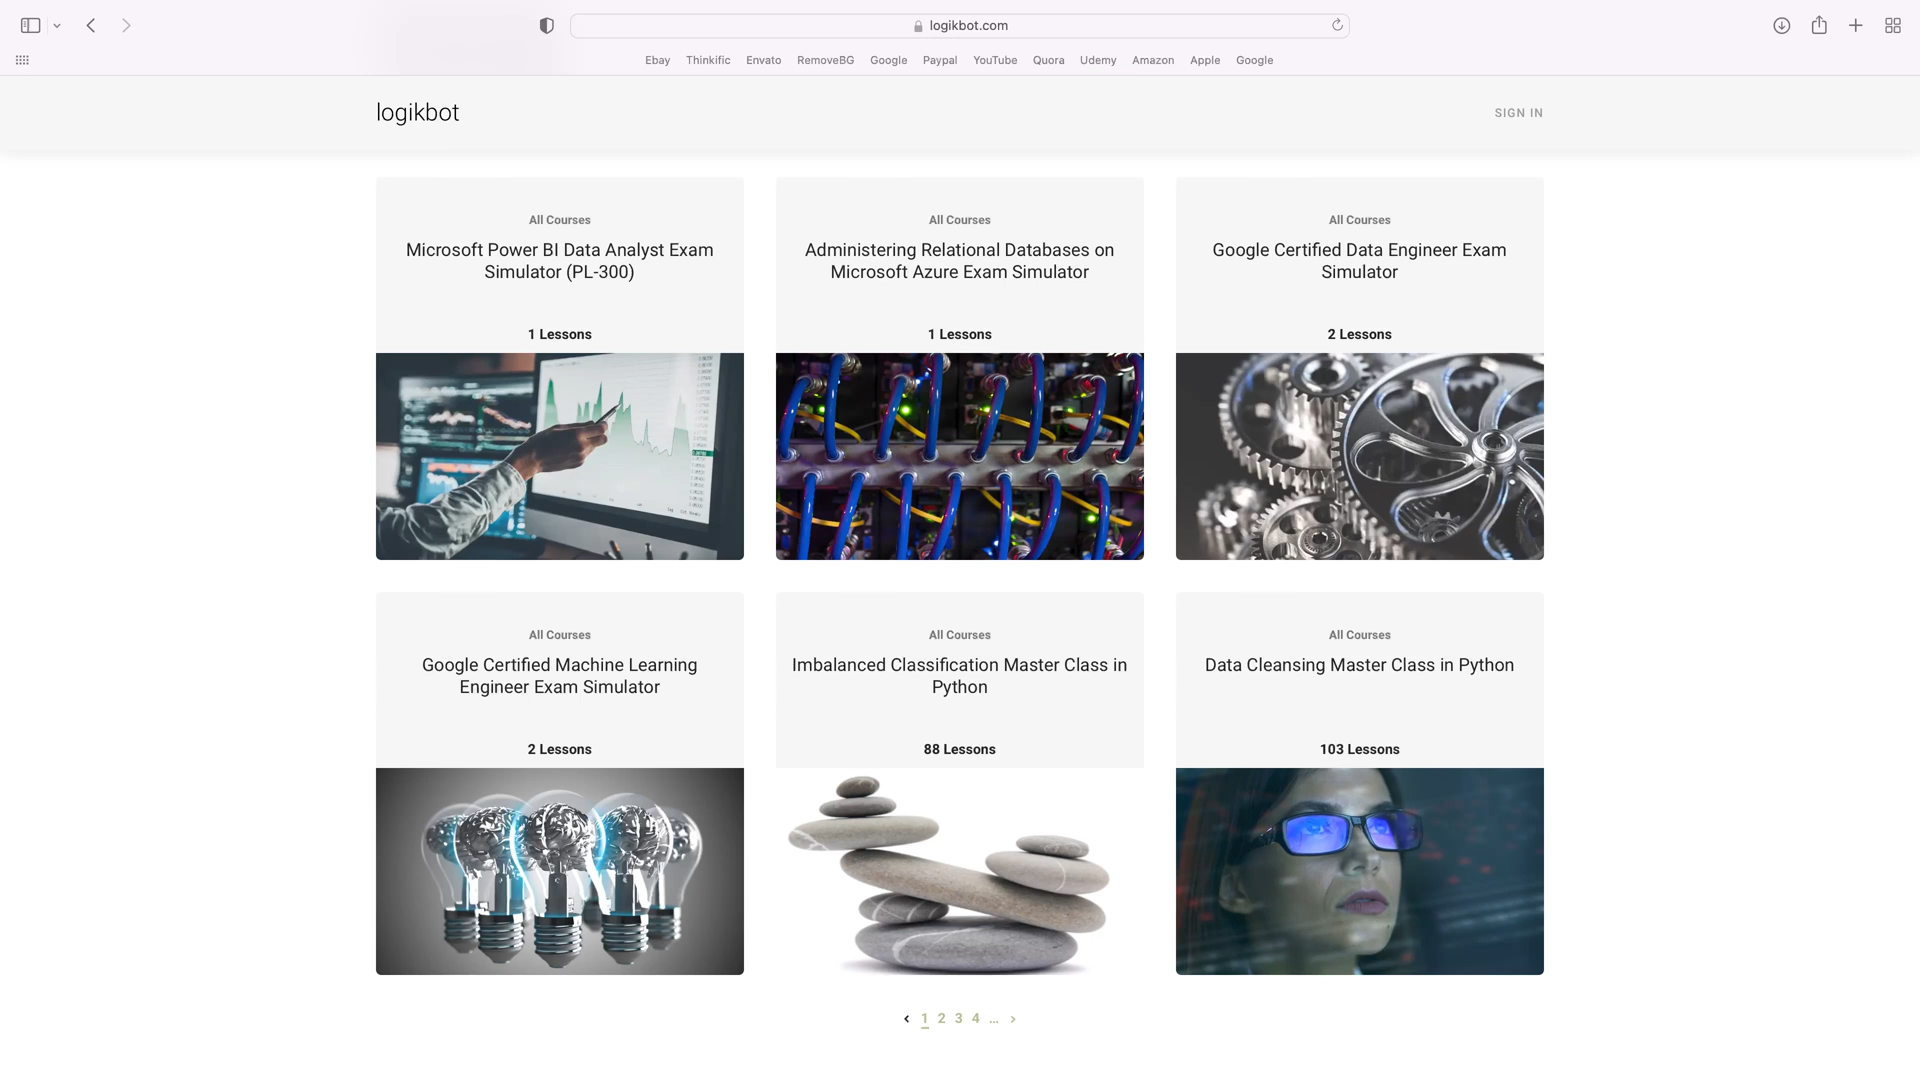 logikbot.com
Ebay Thinkific Envato RemoveBG Google Paypal YouTube Quora Udemy Amazon Apple Google
logikbot
SIGN IN
All Courses
Microsoft Power BI Data Analyst Exam
Simulator (PL-300)
1 Lessons
All Courses
Administering Relational Databases on
Microsoft Azure Exam Simulator
1 Lessons
All Courses
Google Certified Data Engineer Exam
Simulator
2 Lessons
All Courses
Google Certified Machine Learning
Engineer Exam Simulator
2 Lessons
All Courses
Imbalanced Classification Master Class in
Python
88 Lessons
All Courses
Data Cleansing Master Class in Python
103 Lessons
1 2 3 4 ...